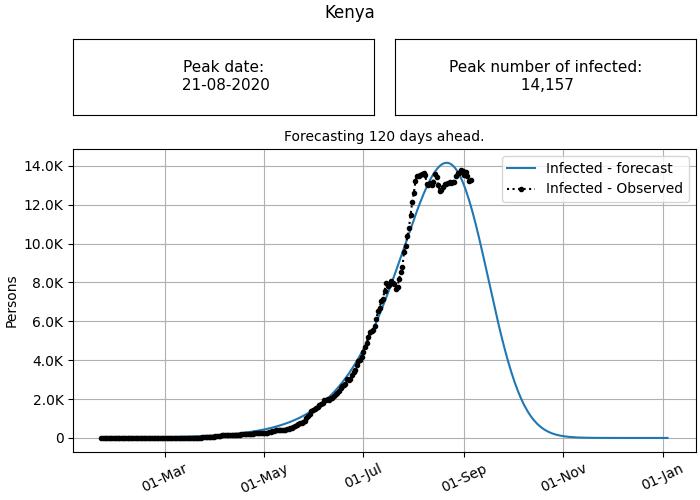 Kenya
Peak date:
21-08-2020
Peak number of infected:
14,157
Forecasting 120 days ahead.
14.0K
12.0K
10.0K
8.0K
6.0K
4.0K
2.0K
0
Persons
Infected - forecast
Infected - Observed
01-Mar
01-May
01-Jul
01-Sep
01-Nov
01-Jan